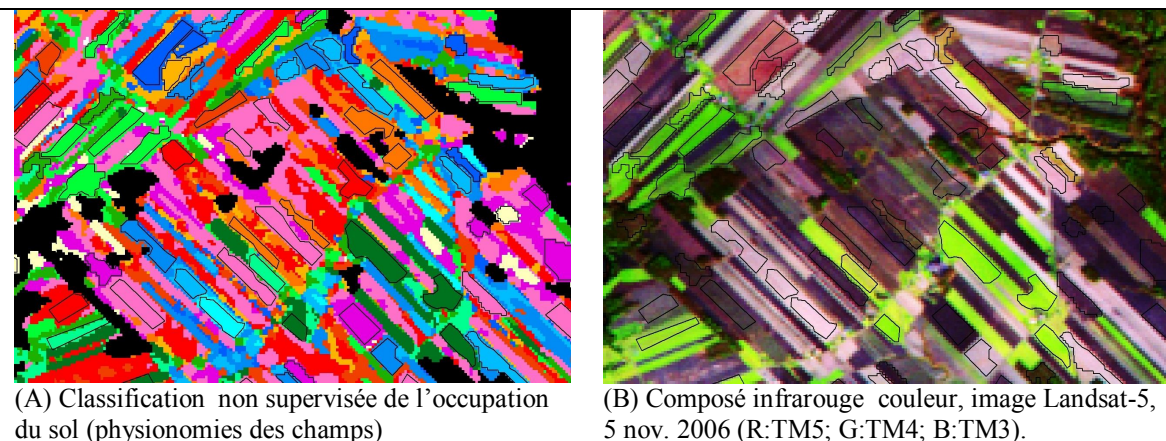 (A) Classification non supervisée de l'occupation
du sol (physionomies des champs)
(B) Composé infrarouge couleur, image Landsat-5,
5 nov. 2006 (R:TM5; G:TM4; B:TM3).